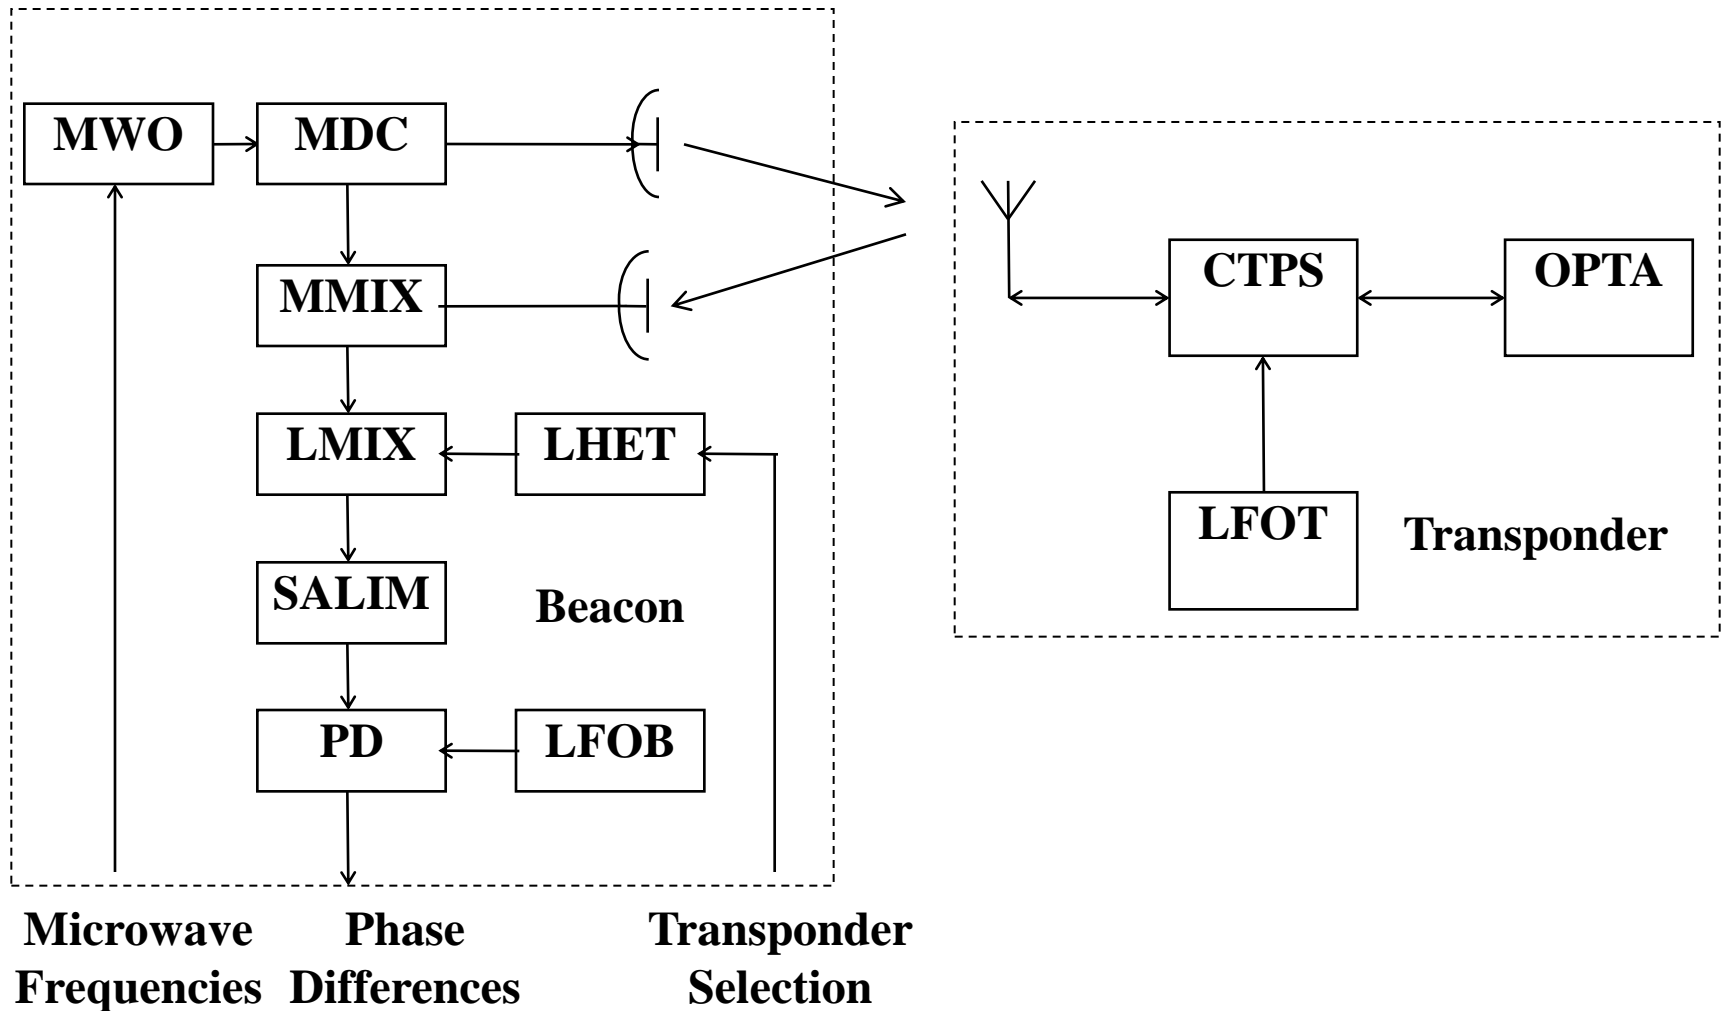 MWO
MDC
MMIX
CTPS
OPTA
LMIX
LHET
LFOT
Transponder
SALIM
Beacon
PD
LFOB
Microwave
Frequencies
Phase
Differences
Transponder
Selection